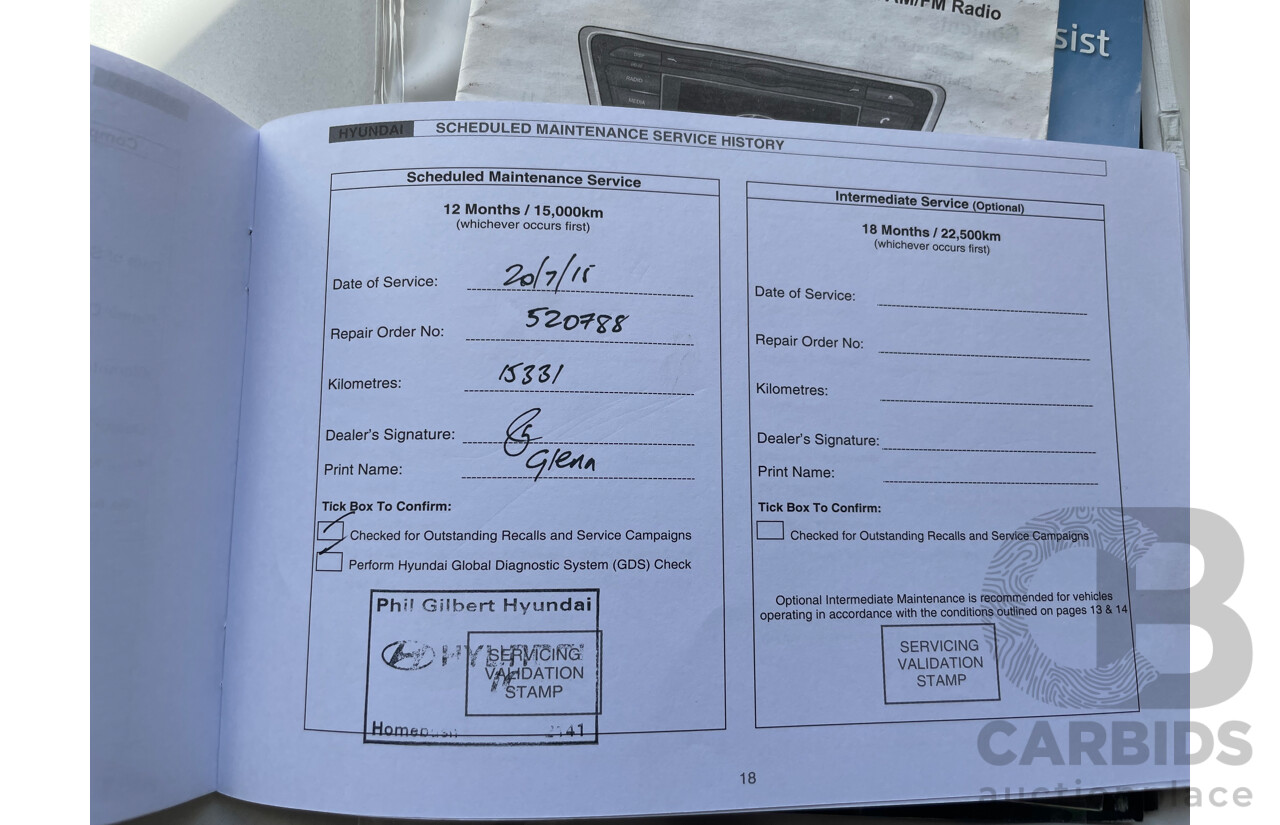 AM/FM Radio
sist
HYUNDAI SCHEDULED MAINTENANCE SERVICE HISTORY
Scheduled Maintenance Service
12 Months / 15,000km
(whichever occurs first)
Date of Service: 20/7/15
Repair Order No: 520788
Kilometres: 15331
Dealer's Signature:
Print Name: Glenn
Tick Box To Confirm:
Checked for Outstanding Recalls and Service Campaigns
Perform Hyundai Global Diagnostic System (GDS) Check
Phil Gilbert Hyundai
HYUNDAI
SERVICING
VALIDATION
STAMP
Homebush 2141
Intermediate Service (Optional)
18 Months / 22,500km
(whichever occurs first)
Date of Service:
Repair Order No:
Kilometres:
Dealer's Signature:
Print Name:
Tick Box To Confirm:
Checked for Outstanding Recalls and Service Campaigns
Optional Intermediate Maintenance is recommended for vehicles
operating in accordance with the conditions outlined on pages 13 & 14
SERVICING
VALIDATION
STAMP
18
CARBIDS
auctionplace